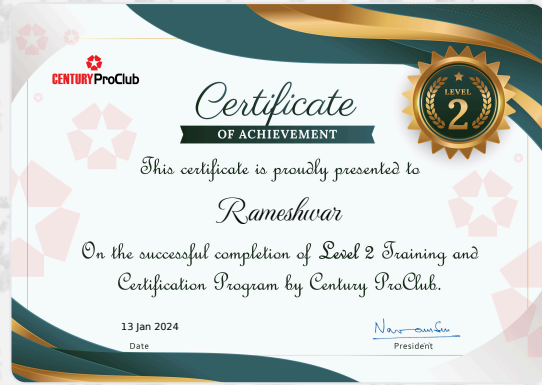 CENTURY ProClub
Certificate
OF ACHIEVEMENT
LEVEL
2
This certificate is proudly presented to
Rameshwar
On the successful completion of Level 2 Training and
Certification Program by Century ProClub.
13 Jan 2024
Date
President